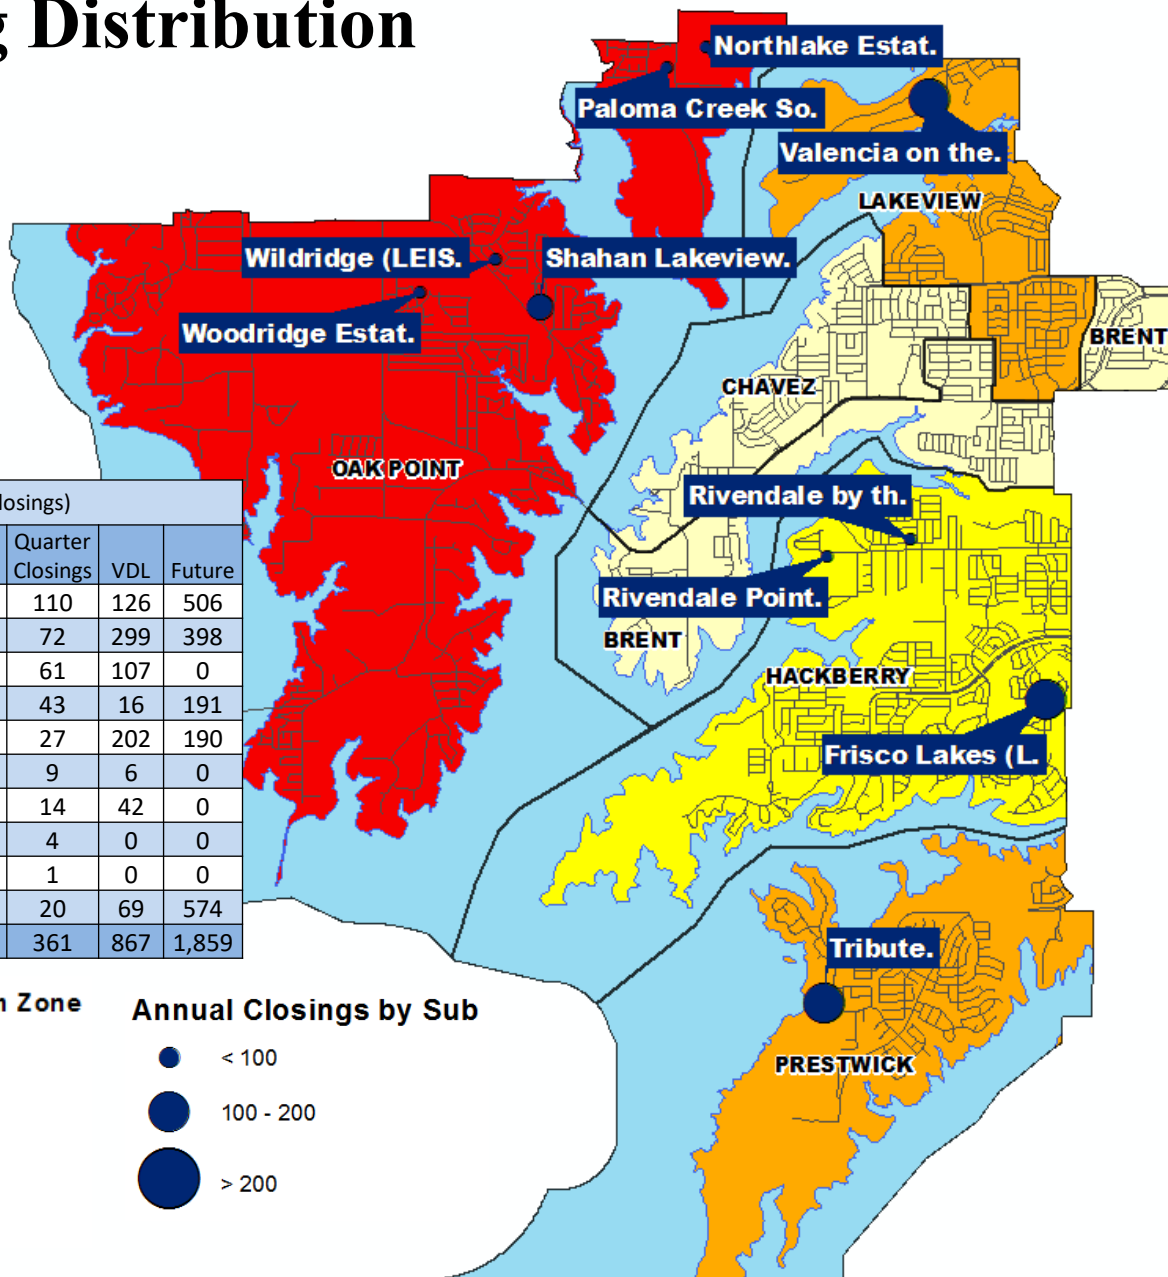 g Distribution
Northlake Estat.
Paloma Creek So.
Valencia on the.
LAKEVIEW
Wildridge (LEIS.
Shahan Lakeview.
Woodridge Estat.
BRENT
CHAVEZ
OAK POINT
Rivendale by th.
Rivendale Point.
BRENT
HACKBERRY
Frisco Lakes (L.
Tribute.
PRESTWICK
losings)
Quarter Closings VDL Future
110 126 506
72 299 398
61 107 0
43 16 191
27 202 190
9 6 0
14 42 0
4 0 0
1 0 0
20 69 574
361 867 1,859
n Zone
Annual Closings by Sub
< 100
100 - 200
> 200